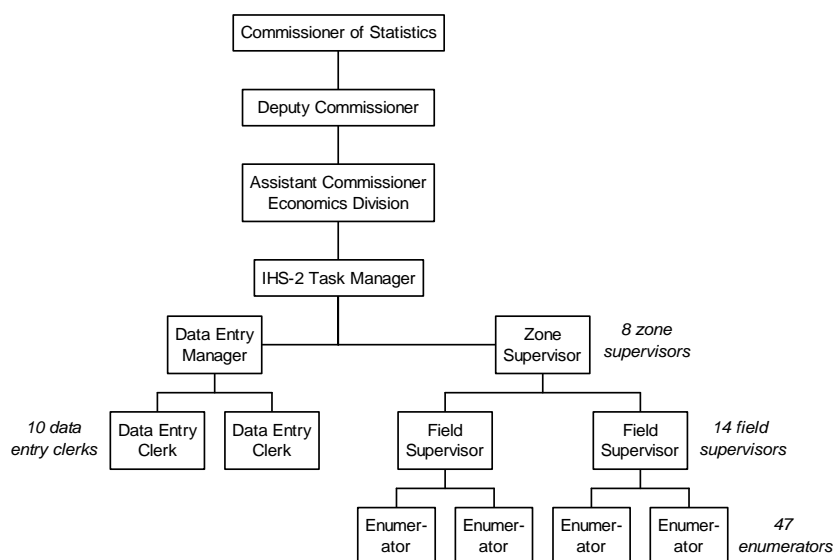 Commissioner of Statistics
Deputy Commissioner
Assistant Commissioner
Economics Division
IHS-2 Task Manager
Data Entry
Manager
Zone
Supervisor
8 zone
supervisors
10 data
entry clerks
Data Entry
Clerk
Data Entry
Clerk
Field
Supervisor
Field
Supervisor
14 field
supervisors
Enumer-
ator
Enumer-
ator
Enumer-
ator
Enumer-
ator
47
enumerators